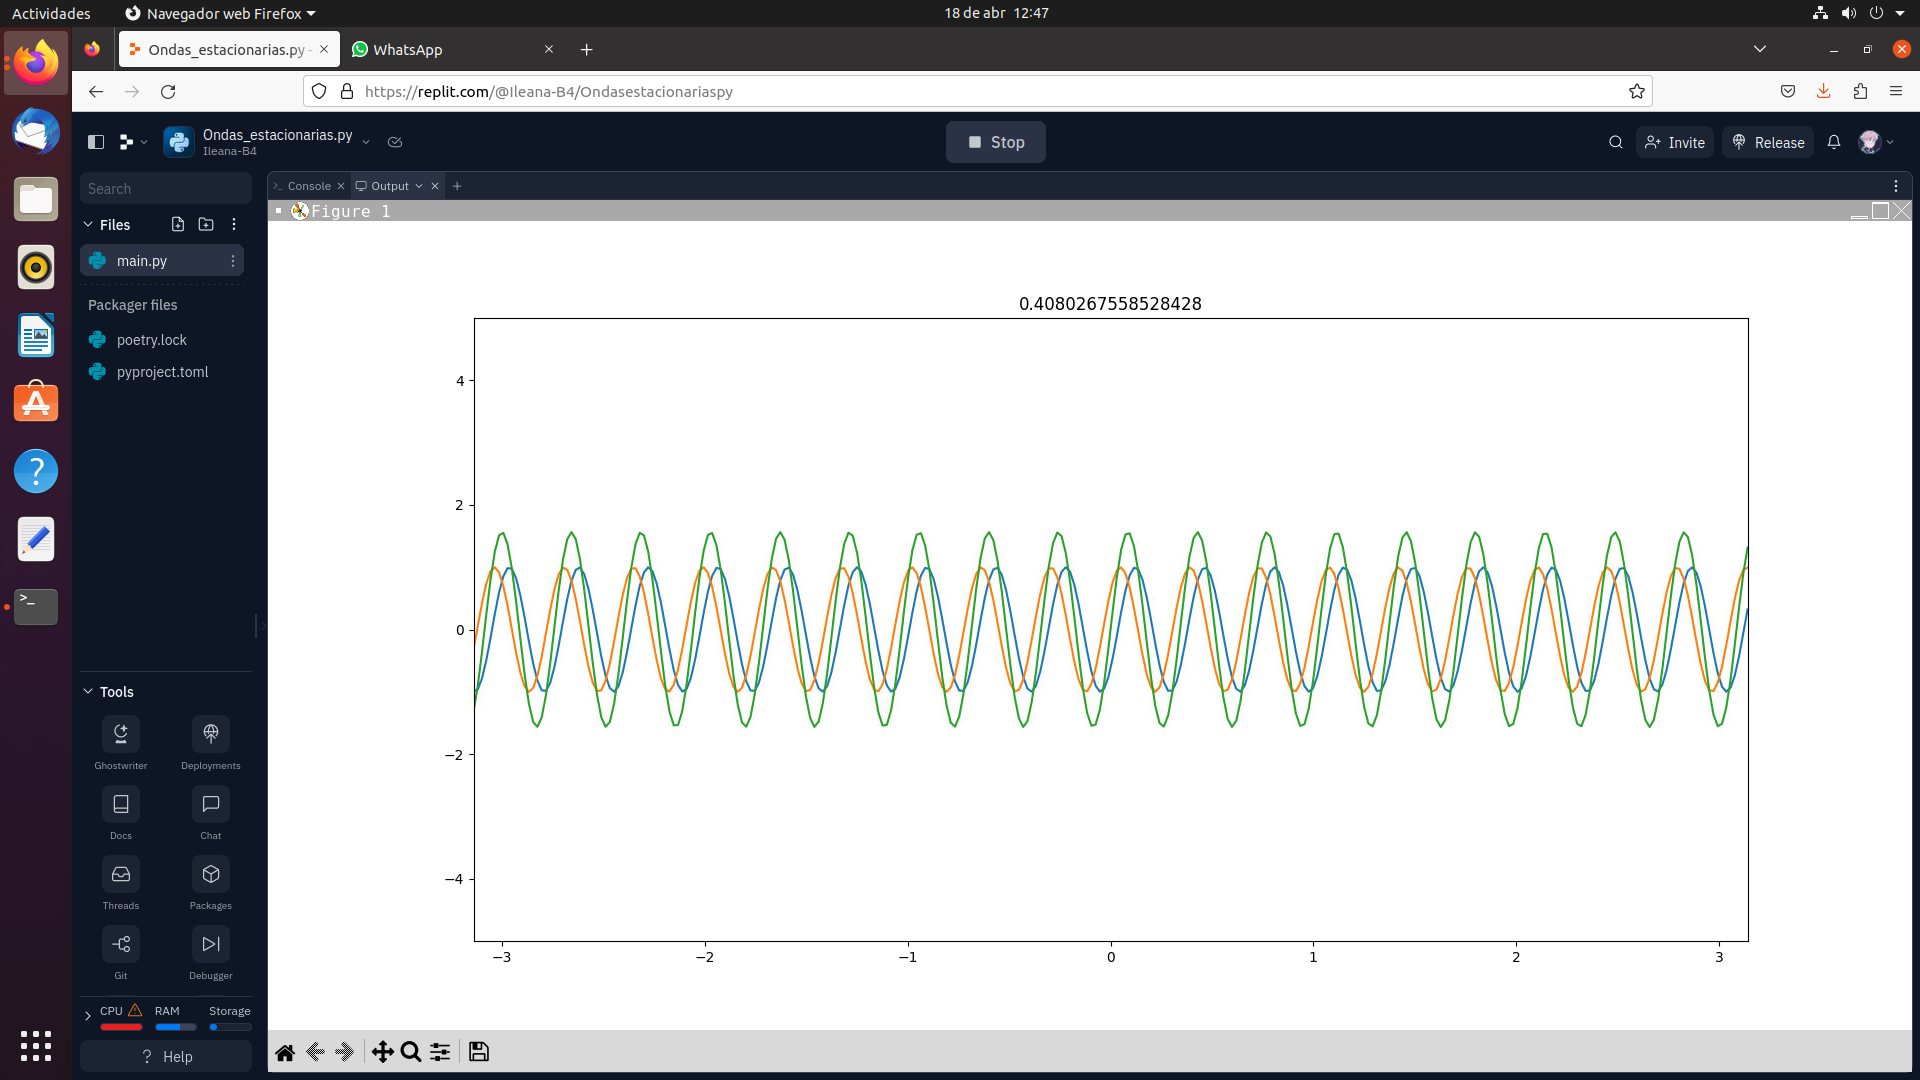 Actividades
Navegador web Firefox
18 de abr 12:47
Ondas_estacionarias.py -
WhatsApp
https://replit.com/@Ileana-B4/Ondasestacionariaspy
Ondas_estacionarias.py
Ileana-B4
Stop
Invite
Release
Search
Console
Output
Files
Figure 1
main.py
Packager files
poetry.lock
pyproject.toml
0.4080267558528428
4
2
0
−2
−4
−3
−2
−1
0
1
2
3
Tools
Ghostwriter
Deployments
Docs
Chat
Threads
Packages
Git
Debugger
CPU
RAM
Storage
? Help